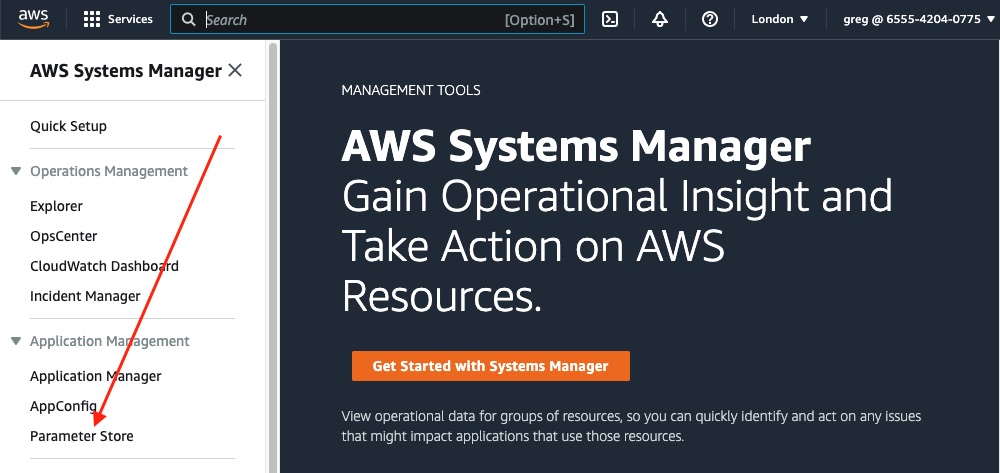 aws
Services
Search
[Option+S]
London
greg @ 6555-4204-0775
AWS Systems Manager
Quick Setup
Operations Management
Explorer
OpsCenter
CloudWatch Dashboard
Incident Manager
Application Management
Application Manager
AppConfig
Parameter Store
MANAGEMENT TOOLS
AWS Systems Manager
Gain Operational Insight and
Take Action on AWS
Resources.
Get Started with Systems Manager
View operational data for groups of resources, so you can quickly identify and act on any issues
that might impact applications that use those resources.